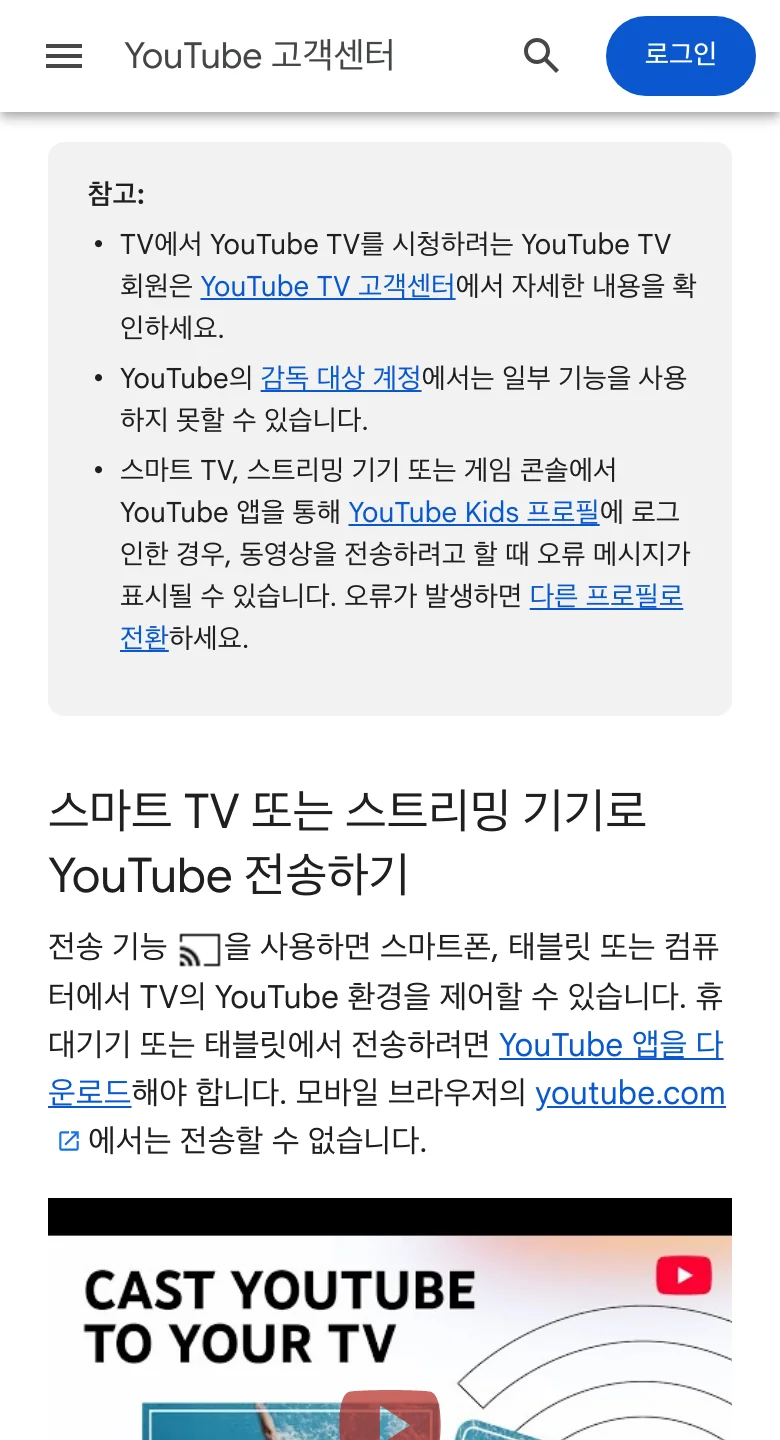 YouTube 고객센터
로그인
참고:
• TV에서 YouTube TV를 시청하려는 YouTube TV
회원은 YouTube TV 고객센터에서 자세한 내용을 확
인하세요.
• YouTube의 감독 대상 계정에서는 일부 기능을 사용
하지 못할 수 있습니다.
• 스마트 TV, 스트리밍 기기 또는 게임 콘솔에서
YouTube 앱을 통해 YouTube Kids 프로필에 로그
인한 경우, 동영상을 전송하려고 할 때 오류 메시지가
표시될 수 있습니다. 오류가 발생하면 다른 프로필로
전환하세요.
스마트 TV 또는 스트리밍 기기로
YouTube 전송하기
전송 기능 을 사용하면 스마트폰, 태블릿 또는 컴퓨
터에서 TV의 YouTube 환경을 제어할 수 있습니다. 휴
대기기 또는 태블릿에서 전송하려면 YouTube 앱을 다
운로드해야 합니다. 모바일 브라우저의 youtube.com
에서는 전송할 수 없습니다.
CAST YOUTUBE
TO YOUR TV